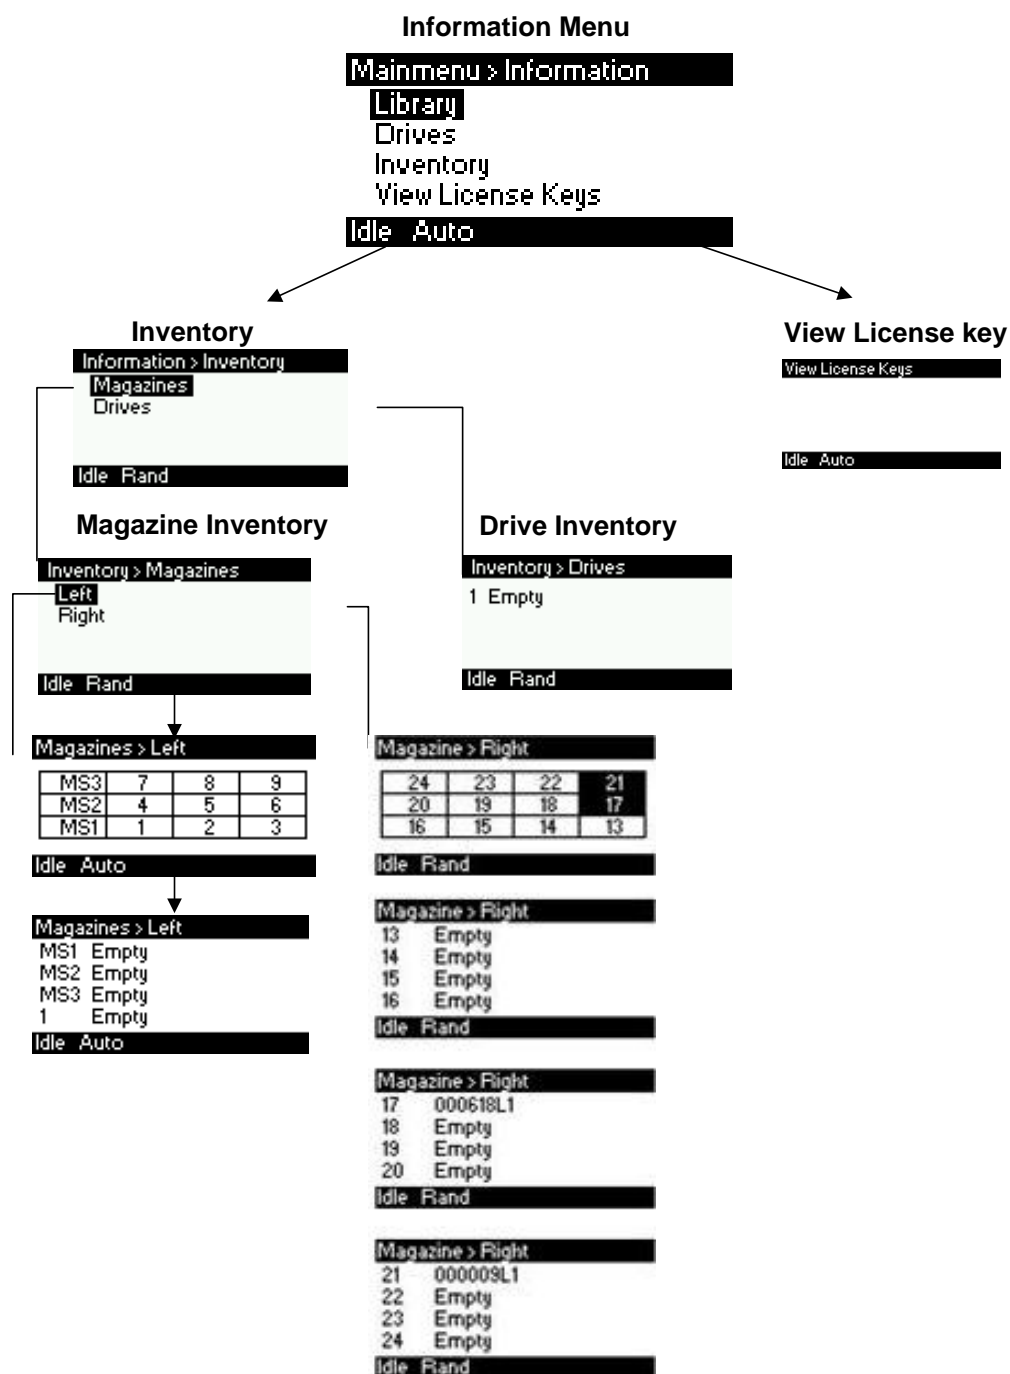 Information Menu
Mainmenu > Information
Library
Drives
Inventory
View License Keys
Idle Auto
Inventory
Information > Inventory
Magazines
Drives
Idle Rand
View License key
View License Keys
Idle Auto
Magazine Inventory
Inventory > Magazines
Left
Right
Idle Rand
Drive Inventory
Inventory > Drives
1 Empty
Idle Rand
Magazines > Left
MS3 7 8 9
MS2 4 5 6
MS1 1 2 3
Idle Auto
Magazines > Left
MS1 Empty
MS2 Empty
MS3 Empty
1 Empty
Idle Auto
Magazine > Right
24 23 22 21
20 19 18 17
16 15 14 13
Idle Rand
Magazine > Right
13 Empty
14 Empty
15 Empty
16 Empty
Idle Rand
Magazine > Right
17 000618L1
18 Empty
19 Empty
20 Empty
Idle Rand
Magazine > Right
21 000009L1
22 Empty
23 Empty
24 Empty
Idle Rand